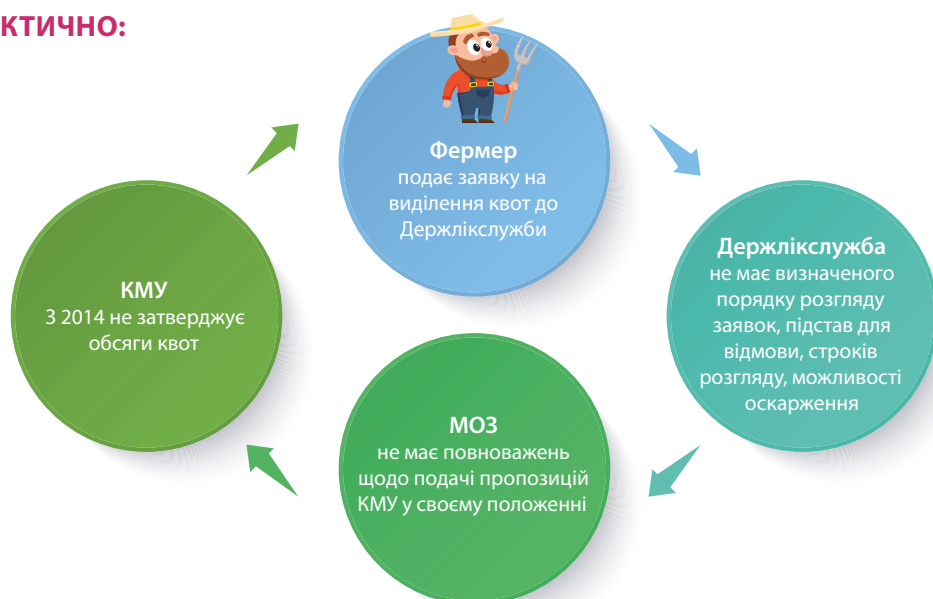 КТИЧНО:
Фермер
подає заявку на
виділення квот до
Держлікслужби
Держлікслужба
не має визначеного
порядку розгляду
заявок, підстав для
відмови, строків
розгляду, можливості
оскарження
МОЗ
не має повноважень
щодо подачі пропозицій
КМУ у своєму положенні
КМУ
З 2014 не затверджує
обсяги квот